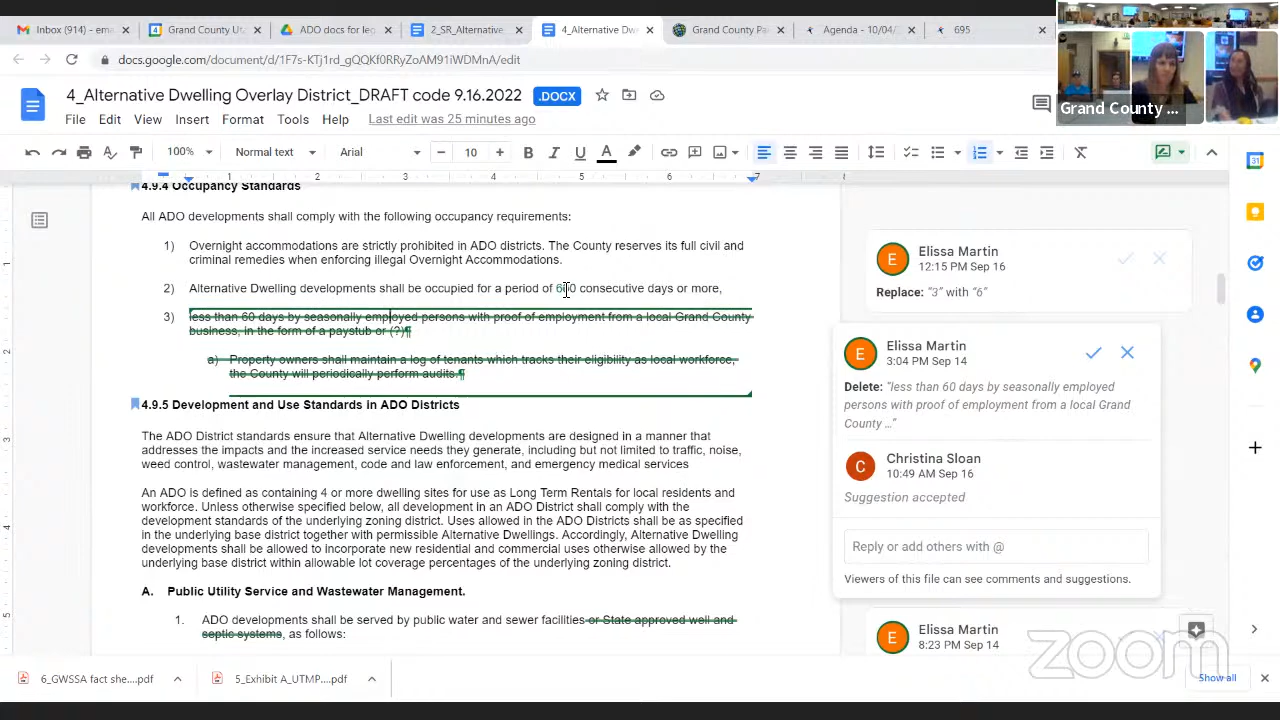 Inbox (914) - em
Grand County Us
ADO docs folde
2_SR_Alternative
4_Alternative Dw
Grand County
Agenda - 10/04/
695
docs.google.com/document/d/1F7s-KTj1rd_gQQKf0RRyZoAM91iWDMnA/edit
4_Alternative Dwelling Overlay District_DRAFT code 9.16.2022
.DOCX
File Edit View Insert Format Tools Help
Last edit was 25 minutes ago
Grand County ...
100%
Normal text
Arial
10
B I U A
31
1 2 3 4 5 6 7
4.9.4 Occupancy Standards
All ADO developments shall comply with the following occupancy requirements:
1) Overnight accommodations are strictly prohibited in ADO districts. The County reserves its full civil and
criminal remedies when enforcing illegal Overnight Accommodations.
2) Alternative Dwelling developments shall be occupied for a period of consecutive days or more,
3) less than 60 days by seasonally employed persons with proof of employment from a local Grand County
business, in the form of a paystub or (?)¶
a) Property owners shall maintain a log of tenants which tracks their eligibility as local workforce,
the County will periodically perform audits.¶
4.9.5 Development and Use Standards in ADO Districts
The ADO District standards ensure that Alternative Dwelling developments are designed in a manner that
addresses the impacts and the increased service needs they generate, including but not limited to traffic, noise,
weed control, wastewater management, code and law enforcement, and emergency medical services
An ADO is defined as containing 4 or more dwelling sites for use as Long Term Rentals for local residents and
workforce. Unless otherwise specified below, all development in an ADO District shall comply with the
development standards of the underlying zoning district. Uses allowed in the ADO Districts shall be as specified
in the underlying base district together with permissible Alternative Dwellings. Accordingly, Alternative Dwelling
developments shall be allowed to incorporate new residential and commercial uses otherwise allowed by the
underlying base district within allowable lot coverage percentages of the underlying zoning district.
A. Public Utility Service and Wastewater Management.
1. ADO developments shall be served by public water and sewer facilities or State approved well and
septic systems, as follows:
E
Elissa Martin
12:15 PM Sep 16
Replace: "3" with "6"
E
Elissa Martin
3:04 PM Sep 14
Delete: "less than 60 days by seasonally employed
persons with proof of employment from a local Grand
County ..."
C
Christina Sloan
10:49 AM Sep 16
Suggestion accepted
Reply or add others with @
Viewers of this file can see comments and suggestions.
E
Elissa Martin
8:23 PM Sep 14
zoom
6_GWSSA fact she....pdf
5_Exhibit A_UTMP....pdf
Show all